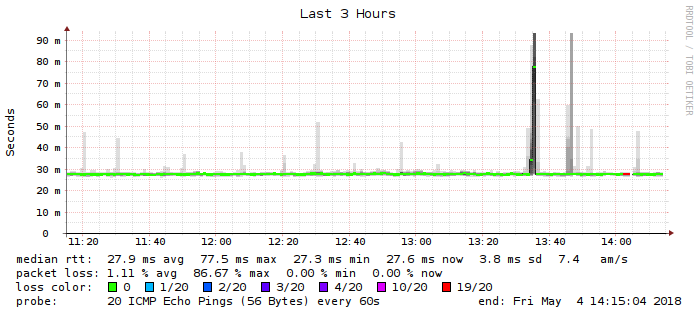 Last 3 Hours
RRDTOOL / TOBI OETIKER
Seconds
90 m
80 m
70 m
60 m
50 m
40 m
30 m
20 m
10 m
0
11:20 11:40 12:00 12:20 12:40 13:00 13:20 13:40 14:00
median rtt: 27.9 ms avg 77.5 ms max 27.3 ms min 27.6 ms now 3.8 ms sd 7.4 am/s
packet loss: 1.11 % avg 86.67 % max 0.00 % min 0.00 % now
loss color: 0 1/20 2/20 3/20 4/20 10/20 19/20
probe: 20 ICMP Echo Pings (56 Bytes) every 60s end: Fri May 4 14:15:04 2018